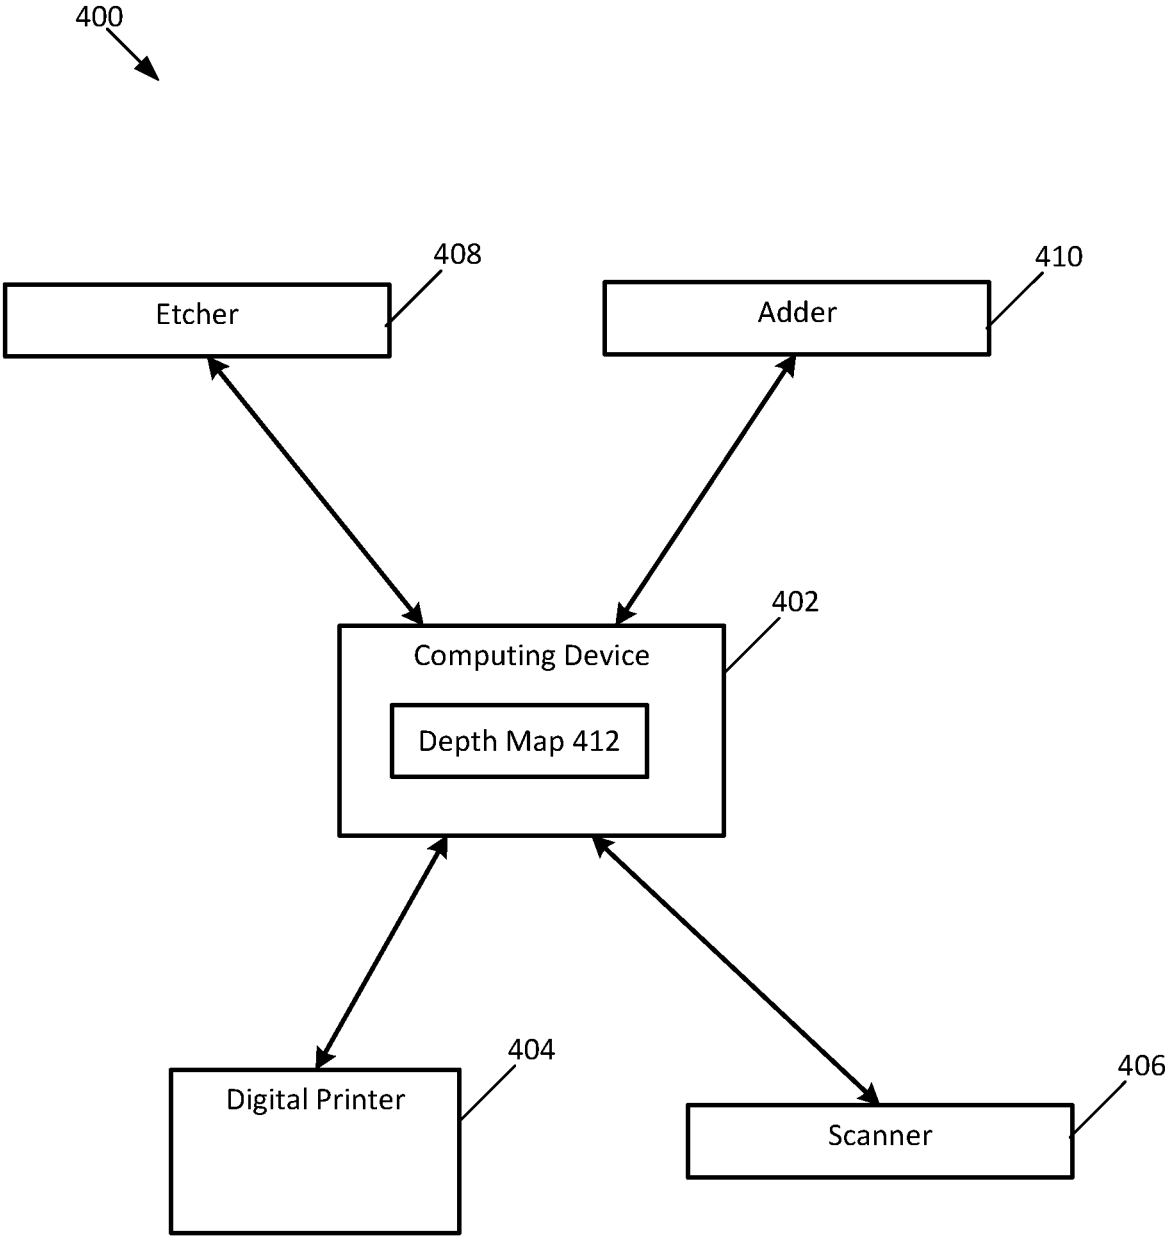 400
408
Etcher
410
Adder
402
Computing Device
Depth Map 412
404
Digital Printer
406
Scanner